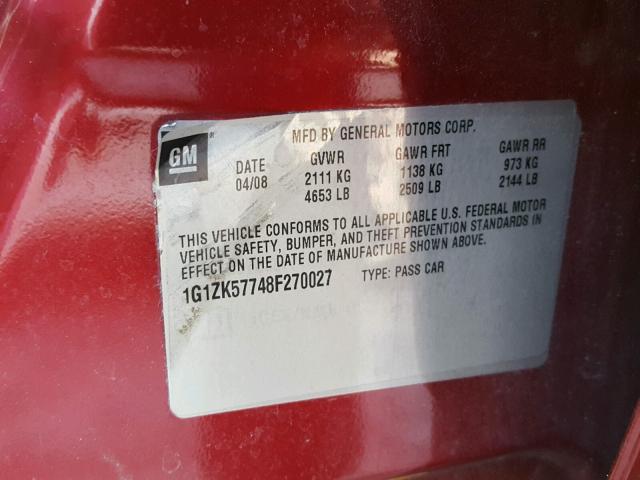 GM
MFD BY GENERAL MOTORS CORP.
DATE GVWR GAWR FRT GAWR RR
04/08 2111 KG 1138 KG 973 KG
4653 LB 2509 LB 2144 LB
THIS VEHICLE CONFORMS TO ALL APPLICABLE U.S. FEDERAL MOTOR
VEHICLE SAFETY, BUMPER, AND THEFT PREVENTION STANDARDS IN
EFFECT ON THE DATE OF MANUFACTURE SHOWN ABOVE.
1G1ZK57748F270027 TYPE: PASS CAR